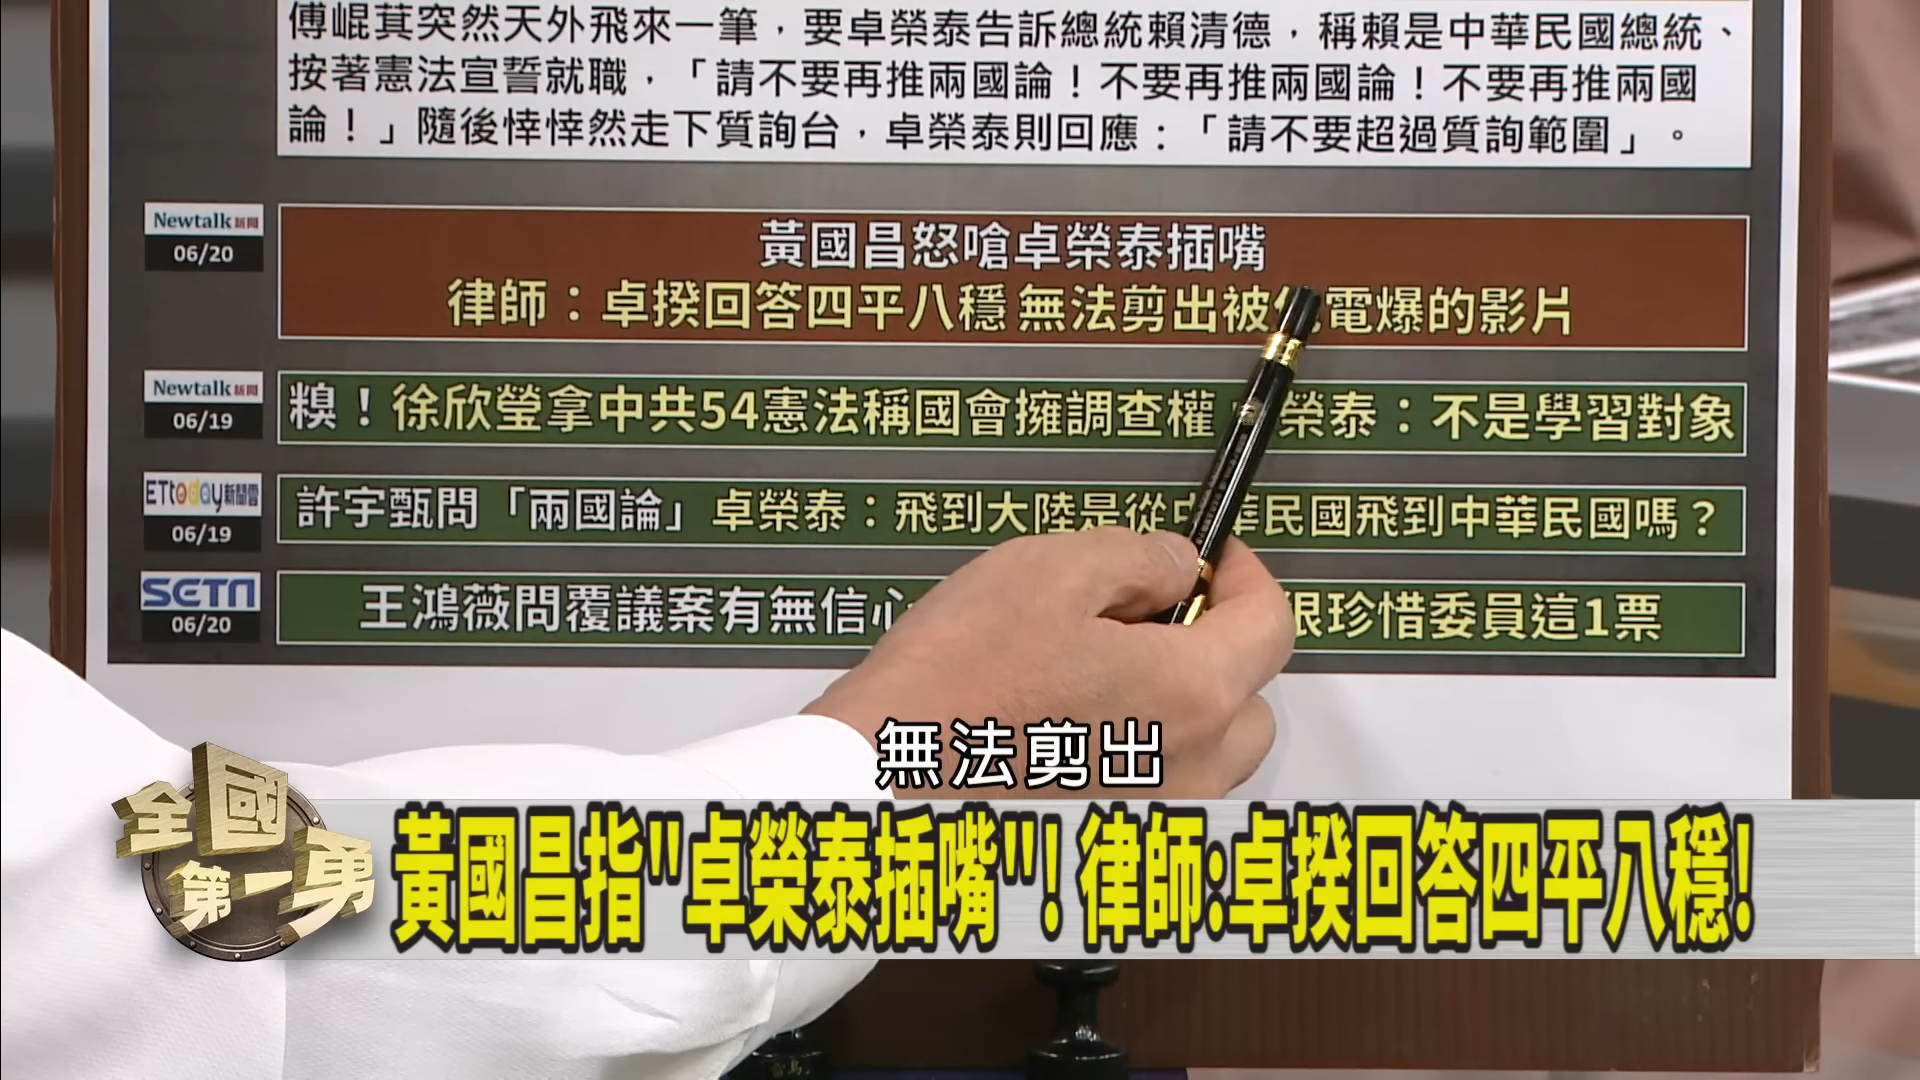 傅崐萁突然天外飛來一筆，要卓榮泰告訴總統賴清德，稱賴是中華民國總統、
按著憲法宣誓就職，「請不要再推兩國論！不要再推兩國論！不要再推兩國
論！」隨後悻悻然走下質詢台，卓榮泰則回應：「請不要超過質詢範圍」。
Newtalk新聞
06/20
黃國昌怒嗆卓榮泰插嘴
律師：卓揆回答四平八穩 無法剪出被 電爆的影片
Newtalk新聞
06/19
糗！徐欣瑩拿中共54憲法稱國會擁調查權 榮泰：不是學習對象
ETtoday新聞雲
06/19
許宇甄問「兩國論」卓榮泰：飛到大陸是從中華民國飛到中華民國嗎？
SETN
06/20
王鴻薇問覆議案有無信心 很珍惜委員這1票
無法剪出
全國第一勇
黃國昌指"卓榮泰插嘴"! 律師:卓揆回答四平八穩!